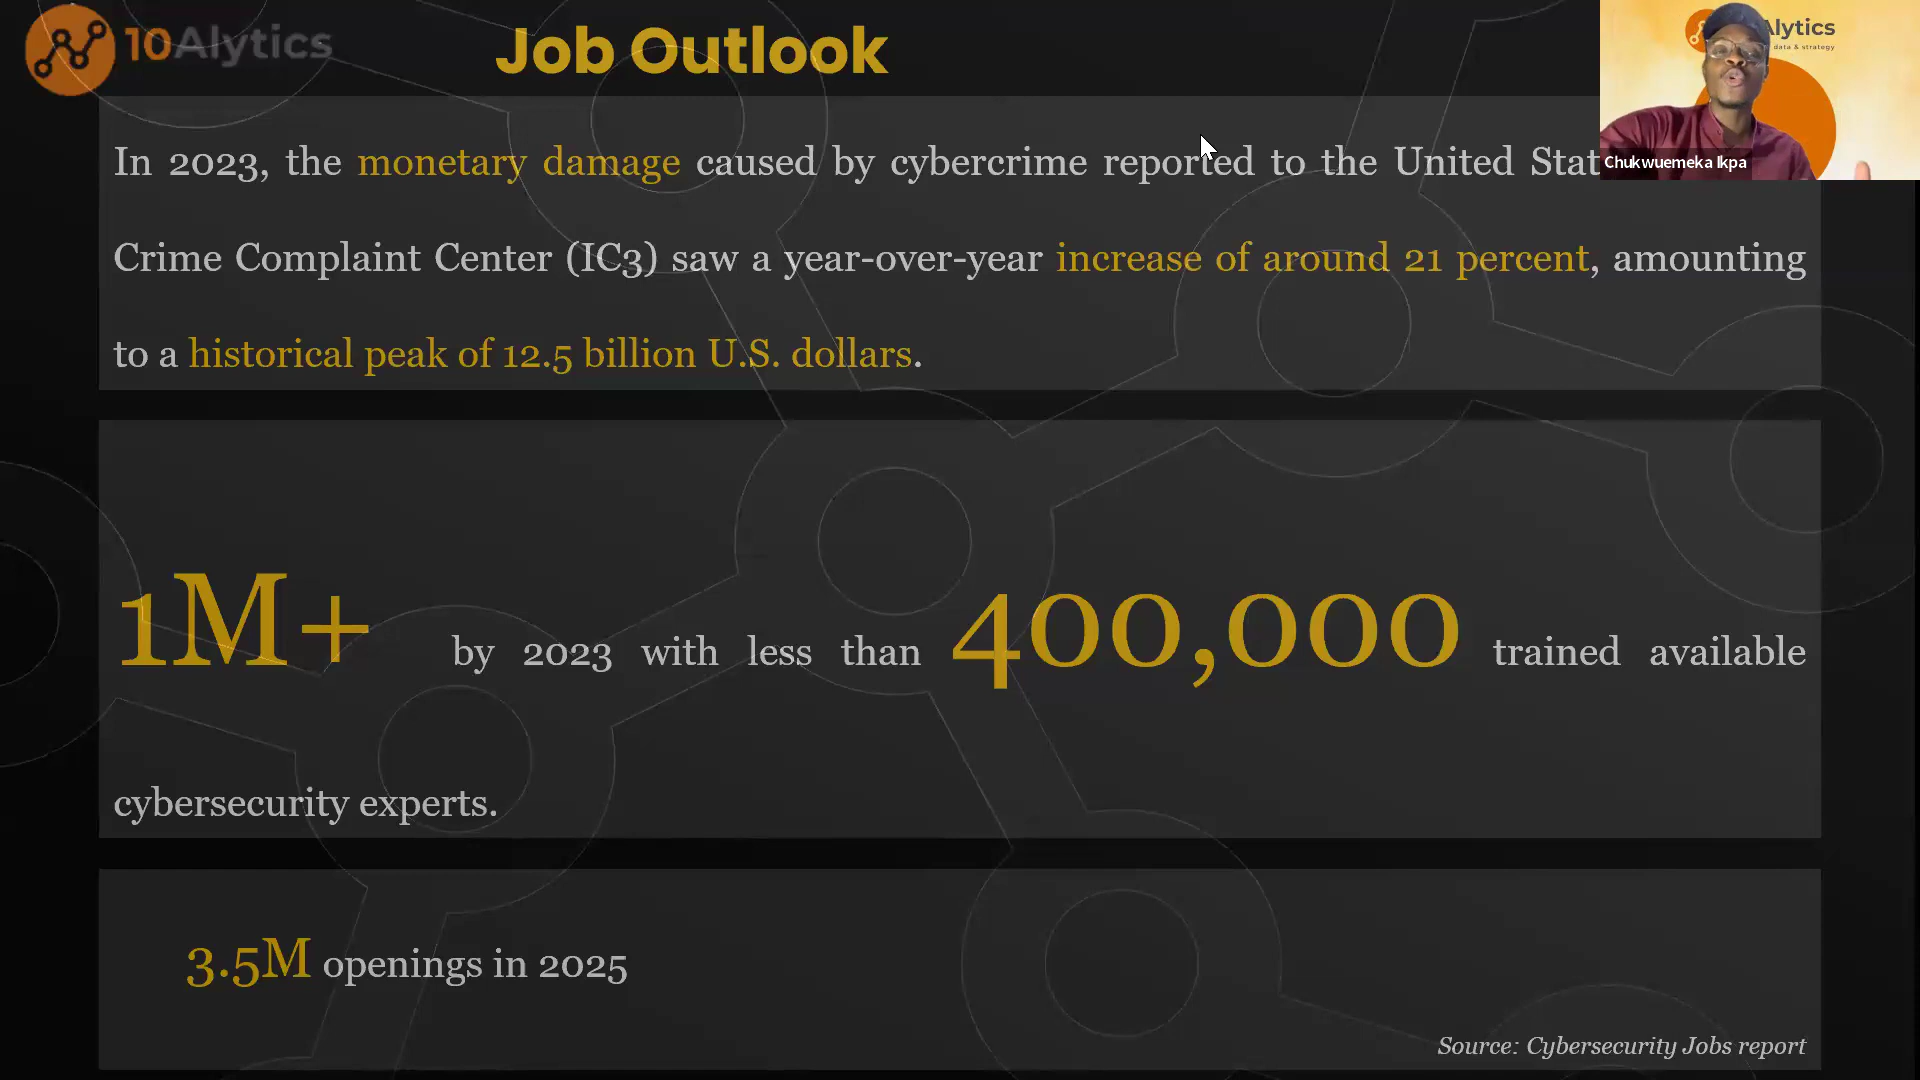 10Alytics
Job Outlook
Alytics
data & strategy
Chukwuemeka Ikpa
In 2023, the monetary damage caused by cybercrime reported to the United
Crime Complaint Center (IC3) saw a year-over-year increase of around 21 percent, amounting
to a historical peak of 12.5 billion U.S. dollars.
1M+ by 2023 with less than 400,000 trained available
cybersecurity experts.
3.5M openings in 2025
Source: Cybersecurity Jobs report